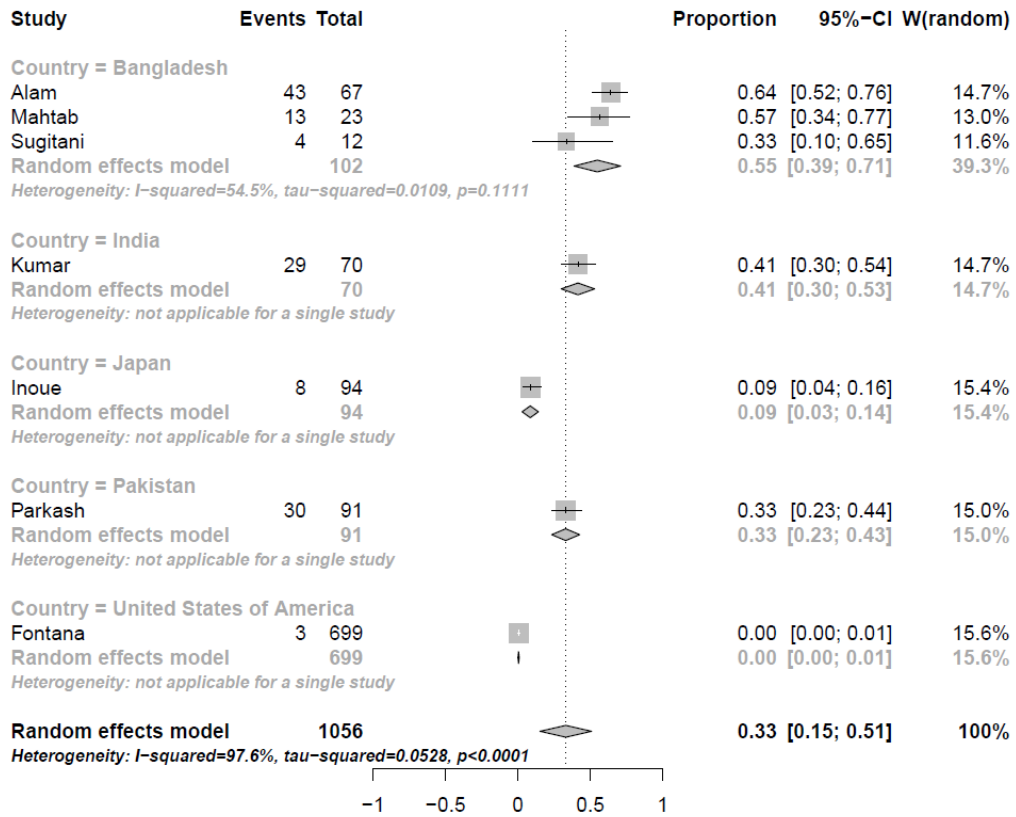 Study Events Total Proportion 95%−CI W(random)
Country = Bangladesh
Alam 43 67 0.64 [0.52; 0.76] 14.7%
Mahtab 13 23 0.57 [0.34; 0.77] 13.0%
Sugitani 4 12 0.33 [0.10; 0.65] 11.6%
Random effects model 102 0.55 [0.39; 0.71] 39.3%
Heterogeneity: I−squared=54.5%, tau−squared=0.0109, p=0.1111
Country = India
Kumar 29 70 0.41 [0.30; 0.54] 14.7%
Random effects model 70 0.41 [0.30; 0.53] 14.7%
Heterogeneity: not applicable for a single study
Country = Japan
Inoue 8 94 0.09 [0.04; 0.16] 15.4%
Random effects model 94 0.09 [0.03; 0.14] 15.4%
Heterogeneity: not applicable for a single study
Country = Pakistan
Parkash 30 91 0.33 [0.23; 0.44] 15.0%
Random effects model 91 0.33 [0.23; 0.43] 15.0%
Heterogeneity: not applicable for a single study
Country = United States of America
Fontana 3 699 0.00 [0.00; 0.01] 15.6%
Random effects model 699 0.00 [0.00; 0.01] 15.6%
Heterogeneity: not applicable for a single study
Random effects model 1056 0.33 [0.15; 0.51] 100%
Heterogeneity: I−squared=97.6%, tau−squared=0.0528, p<0.0001
−1 −0.5 0 0.5 1